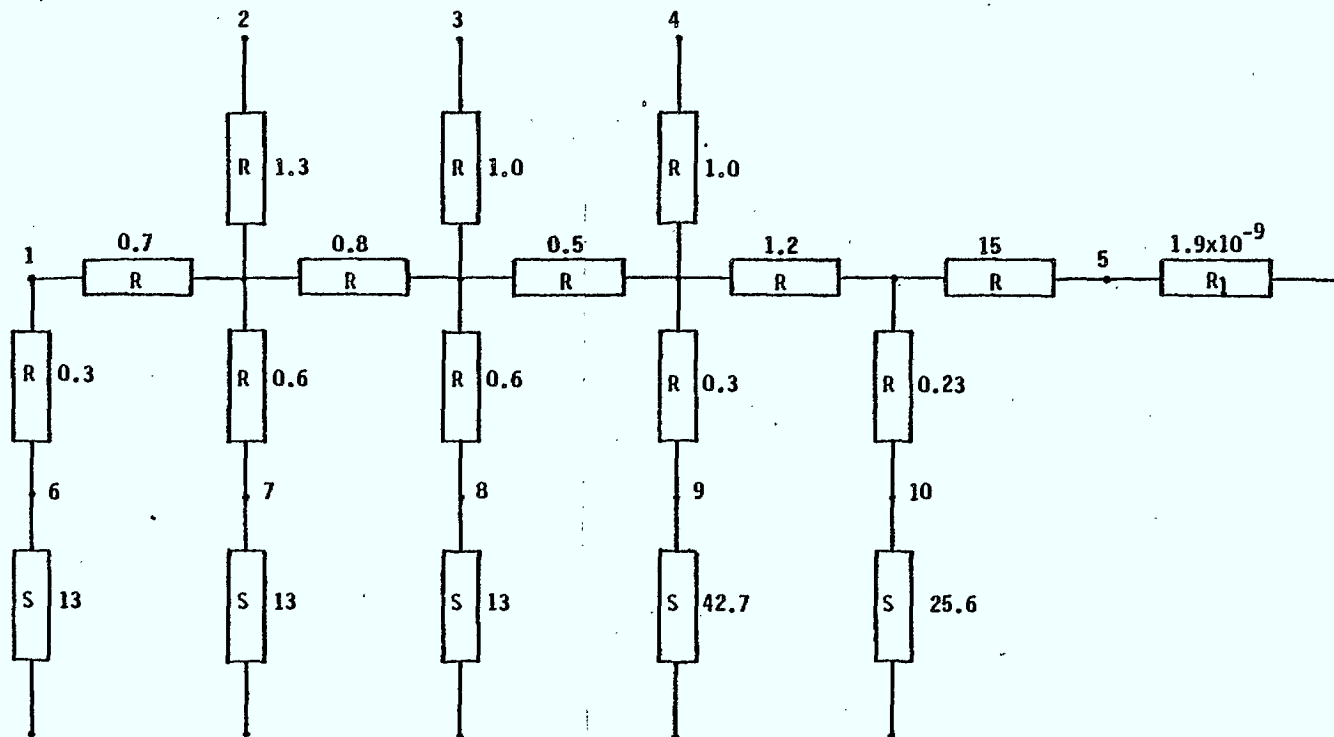 2 3 4
R 1.3 R 1.0 R 1.0
0.7 0.8 0.5 1.2 15 1.9x10⁻⁹
1 5
R R R R R R1
R 0.3 R 0.6 R 0.6 R 0.3 R 0.23
6 7 8 9 10
S 13 S 13 S 13 S 42.7 S 25.6